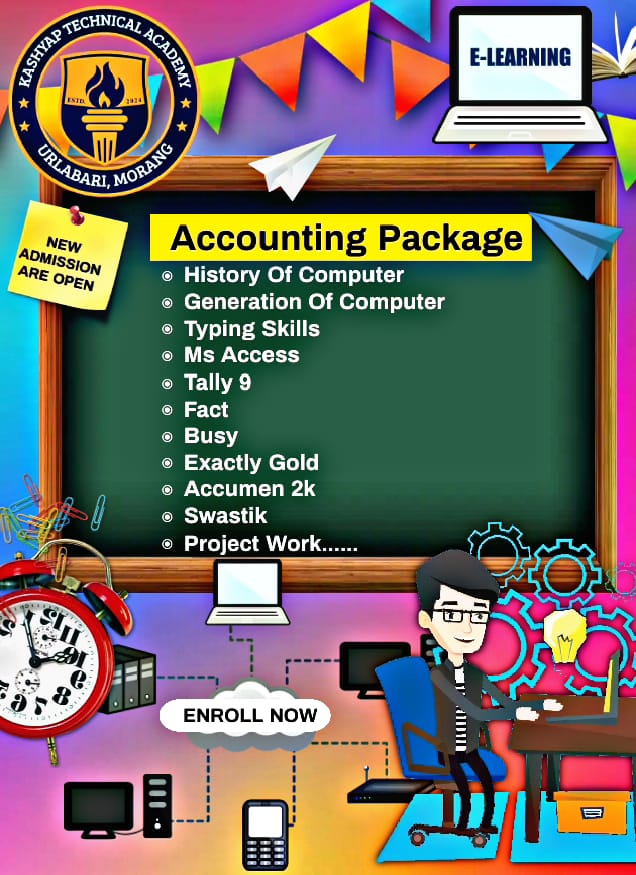 KASHYAP TECHNICAL ACADEMY
ESTD. 2024
URLABARI, MORANG
E-LEARNING
NEW
ADMISSION
ARE OPEN
Accounting Package
History Of Computer
Generation Of Computer
Typing Skills
Ms Access
Tally 9
Fact
Busy
Exactly Gold
Accumen 2k
Swastik
Project Work......
ENROLL NOW